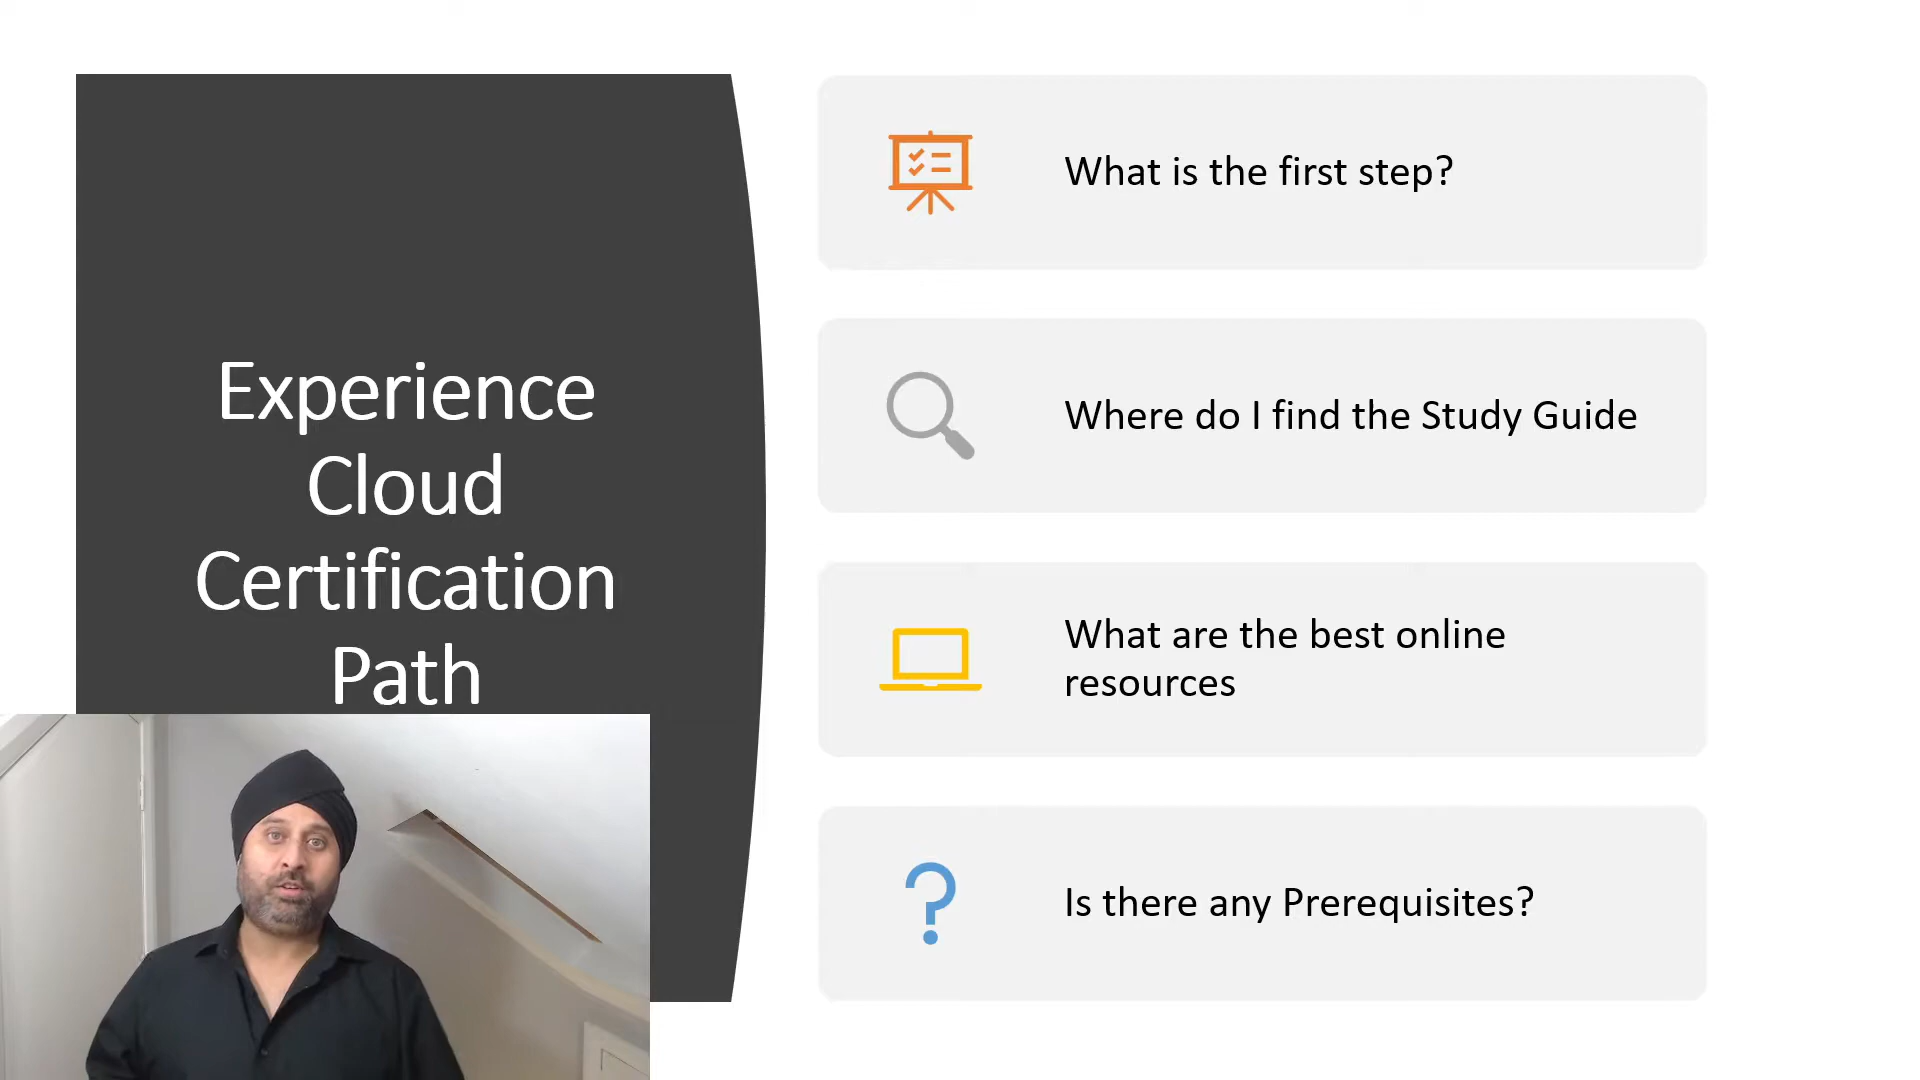 Experience
Cloud
Certification
Path
What is the first step?
Where do I find the Study Guide
What are the best online
resources
Is there any Prerequisites?